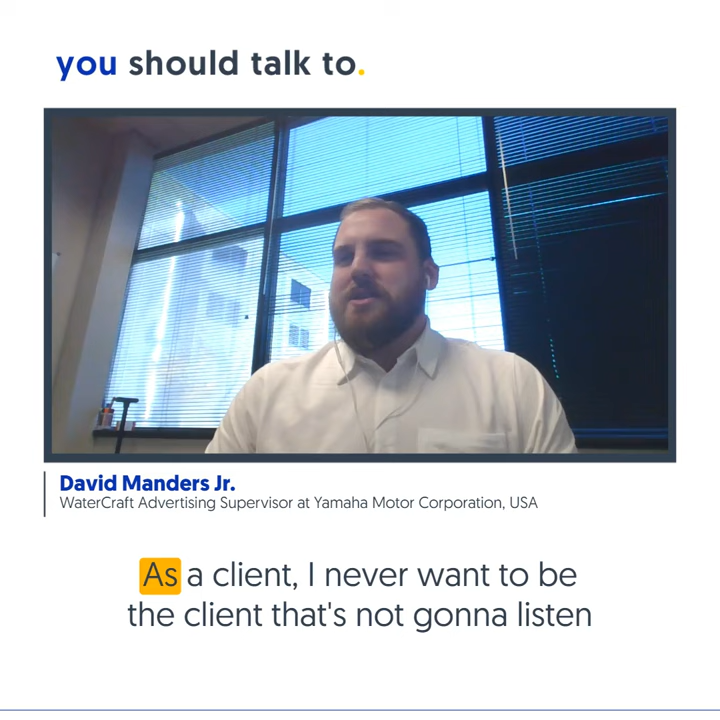 you should talk to.
David Manders Jr.
WaterCraft Advertising Supervisor at Yamaha Motor Corporation, USA
As a client, I never want to be
the client that's not gonna listen